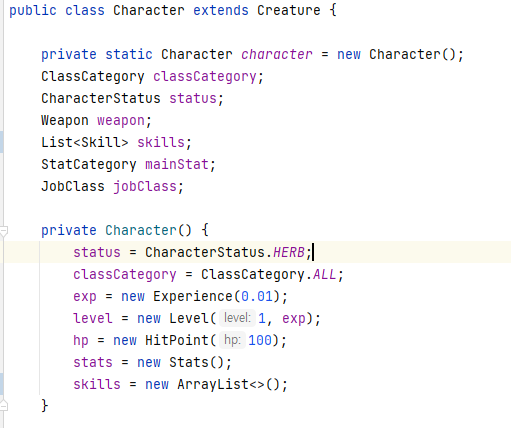 public class Character extends Creature {
private static Character character = new Character();
ClassCategory classCategory;
CharacterStatus status;
Weapon weapon;
List<Skill> skills;
StatCategory mainStat;
JobClass jobClass;
private Character() {
status = CharacterStatus.HERB;
classCategory = ClassCategory.ALL;
exp = new Experience(0.01);
level = new Level( level: 1, exp);
hp = new HitPoint( hp: 100);
stats = new Stats();
skills = new ArrayList<>();
}